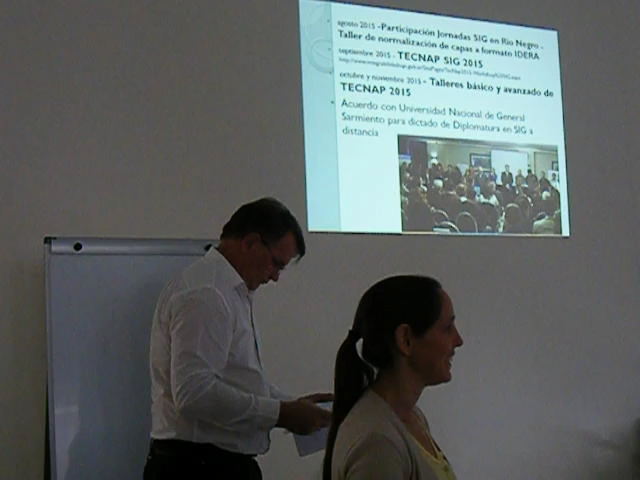 agosto 2015 -Participación Jornadas SIG en Rio Negro -
Taller de normalización de capas a formato IDERA
septiembre 2015 - TECNAP SIG 2015
octubre y noviembre 2015 - Talleres básico y avanzado de
TECNAP 2015
Acuerdo con Universidad Nacional de General
Sarmiento para dictado de Diplomatura en SIG a
distancia